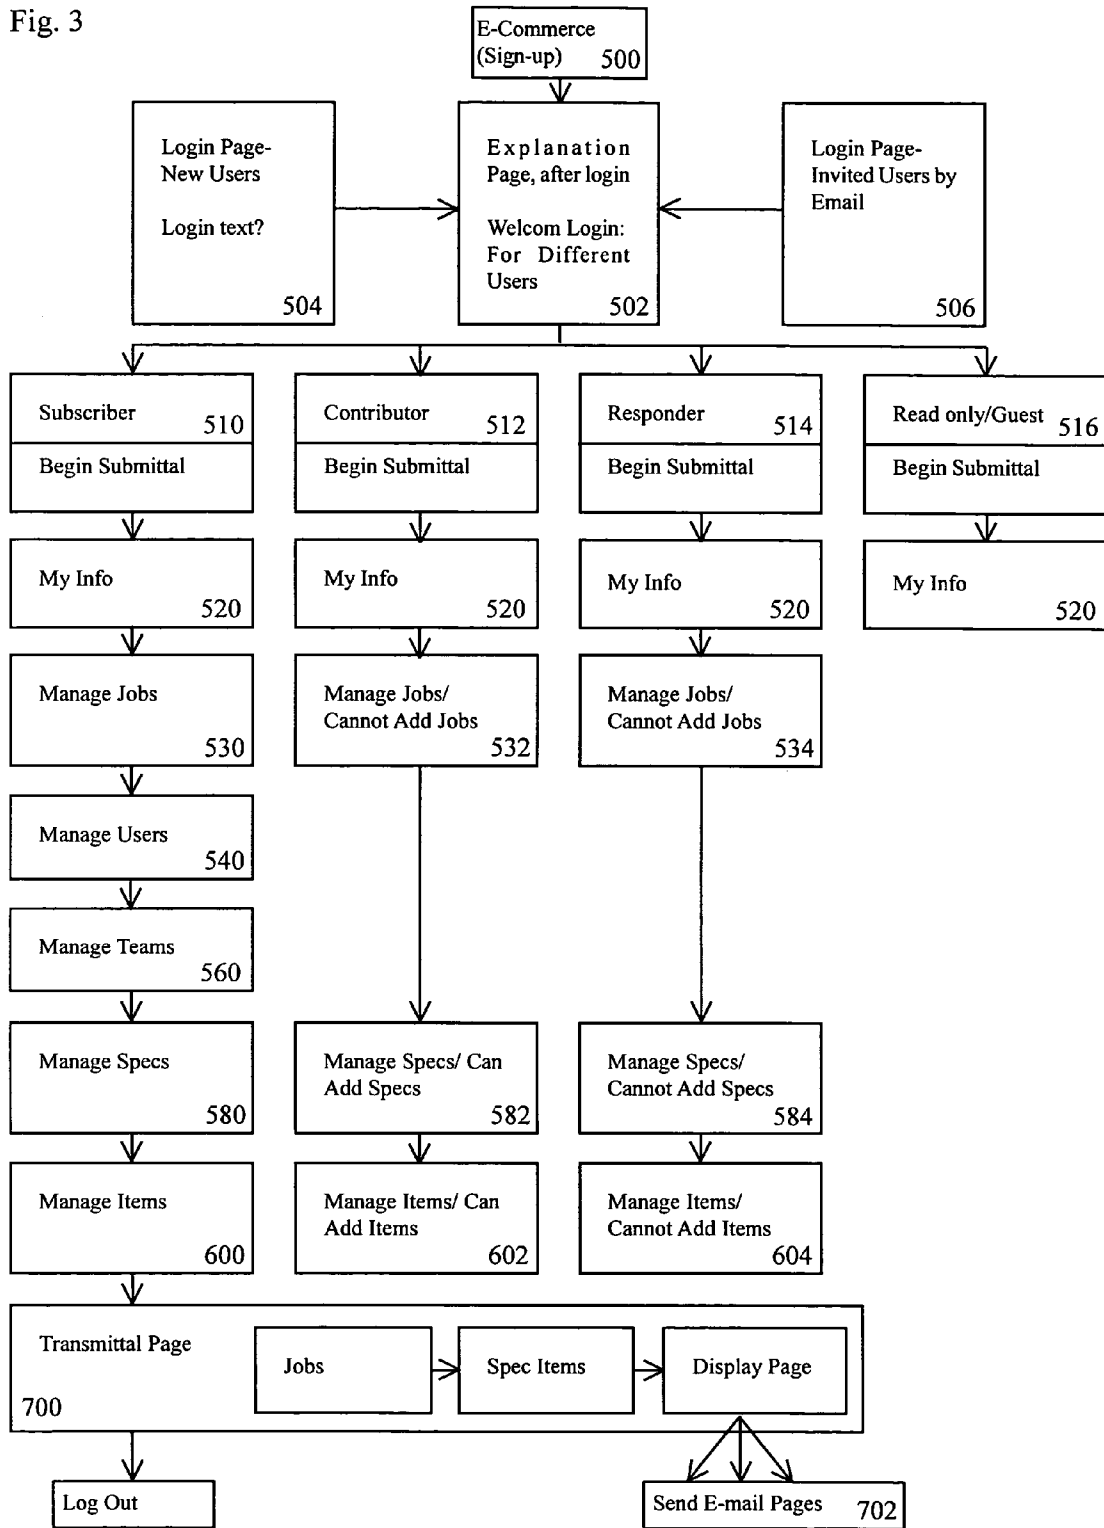 Fig. 3
E-Commerce
(Sign-up) 500
Login Page-
New Users
Login text?
504
Explanation
Page, after login
Welcom Login:
For Different
Users
502
Login Page-
Invited Users by
Email
506
Subscriber 510
Begin Submittal
Contributor 512
Begin Submittal
Responder 514
Begin Submittal
Read only/Guest 516
Begin Submittal
My Info
520
My Info
520
My Info
520
My Info
520
Manage Jobs
530
Manage Jobs/
Cannot Add Jobs
532
Manage Jobs/
Cannot Add Jobs
534
Manage Users
540
Manage Teams
560
Manage Specs
580
Manage Specs/ Can
Add Specs
582
Manage Specs/
Cannot Add Specs
584
Manage Items
600
Manage Items/ Can
Add Items
602
Manage Items/
Cannot Add Items
604
Transmittal Page
700
Jobs
Spec Items
Display Page
Log Out
Send E-mail Pages 702